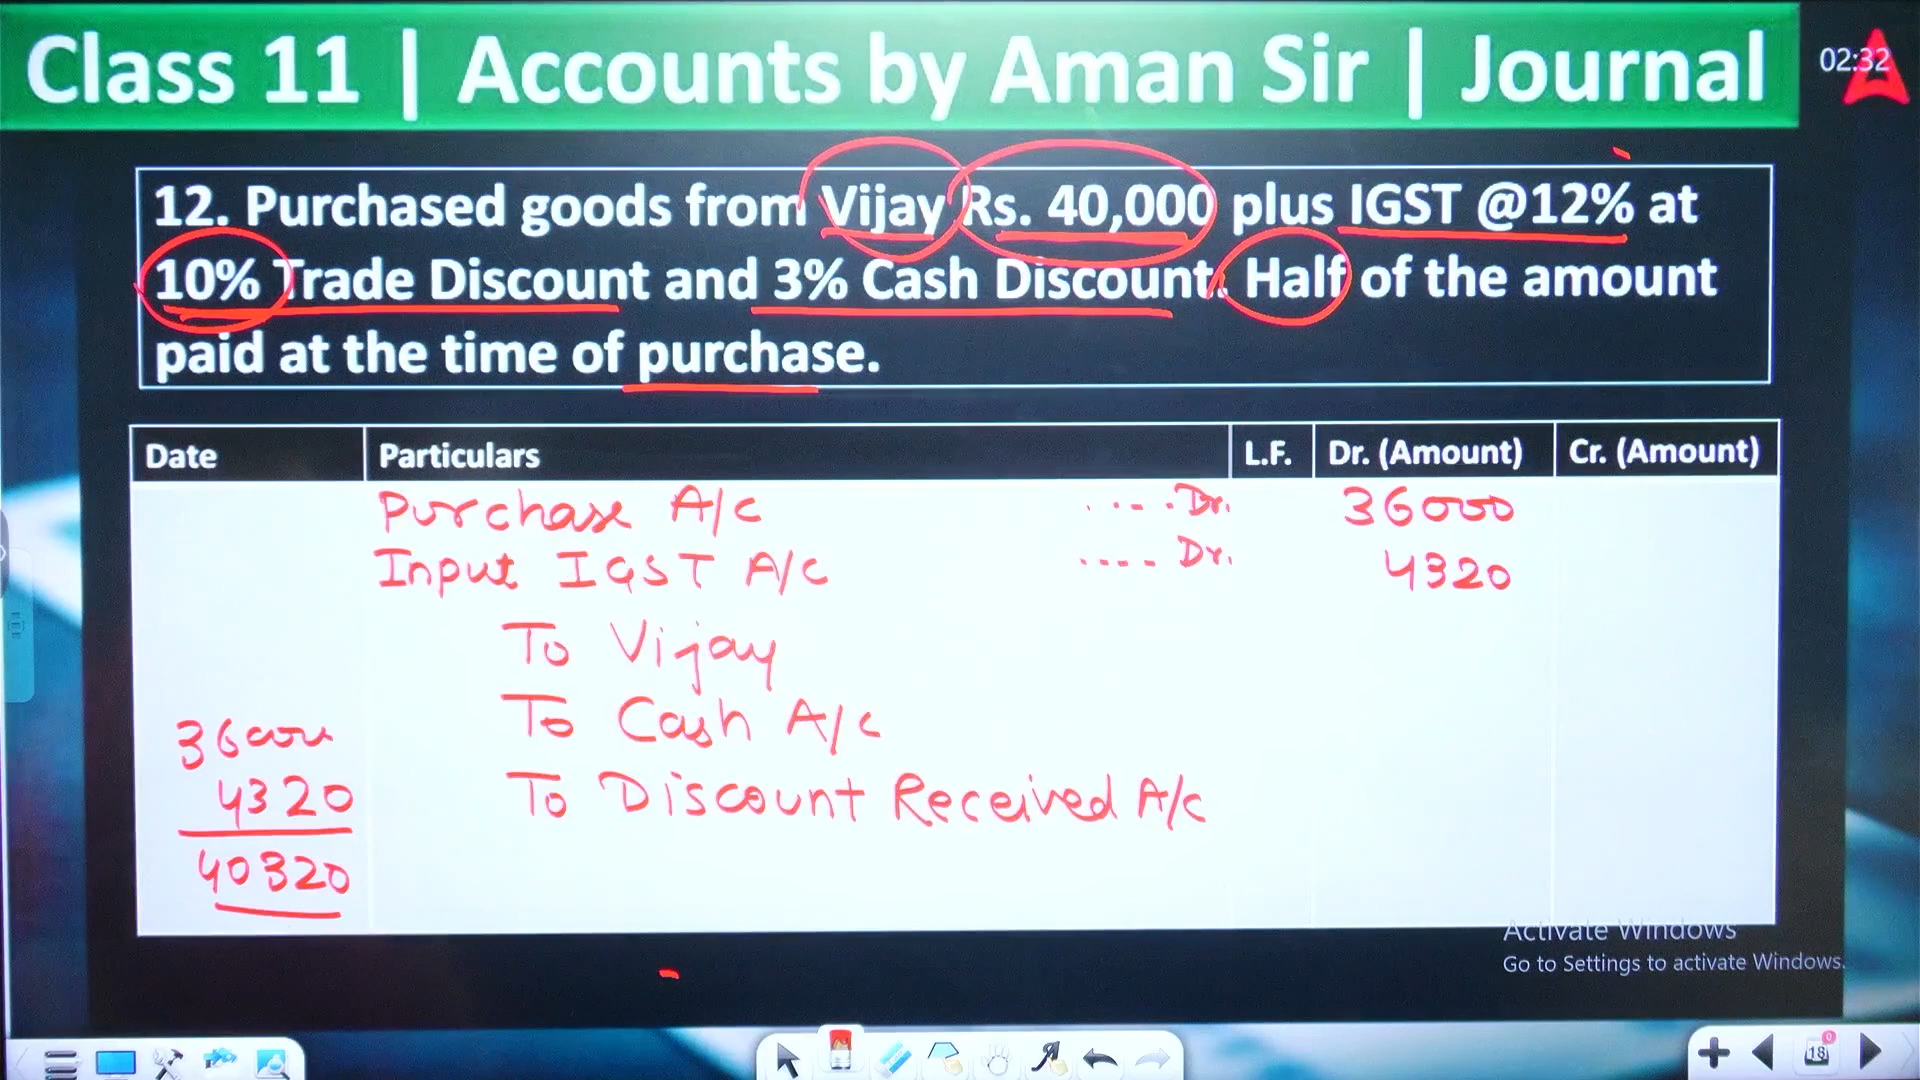 Class 11 | Accounts by Aman Sir | Journal
02:32
12. Purchased goods from Vijay Rs. 40,000 plus IGST @12% at
10% Trade Discount and 3% Cash Discount. Half of the amount
paid at the time of purchase.
Date Particulars L.F. Dr. (Amount) Cr. (Amount)
Purchase A/c ....Dr. 36000
Input IGST A/c .... Dr. 4320
To Vijay
To Cash A/c
To Discount Received A/c
36000
4320
40320
Activate Windows
Go to Settings to activate Windows.
18
0